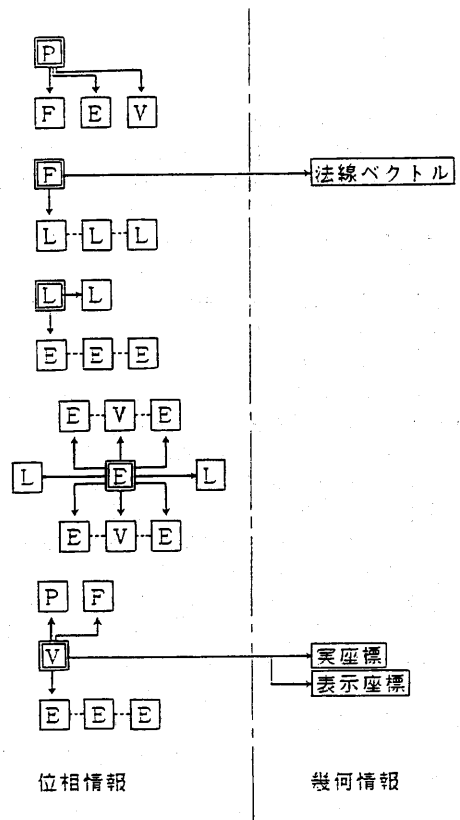 P
F E V
F 法線ベクトル
L L L
L L
E E E
E V E
L E L
E V E
P F
V 実座標
表示座標
E E E
位相情報 幾何情報